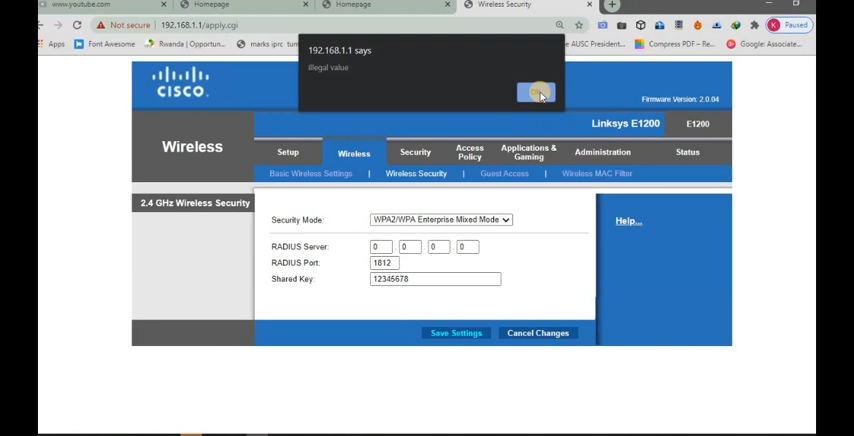 www.youtube.com
Homepage
Homepage
Wireless Security
Not secure
192.168.1.1/apply.cgi
Paused
Apps
Font Awesome
Rwanda | Opportun...
marks iprc tum
AUSC President...
Compress PDF – Re...
Google: Associate...
192.168.1.1 says
Illegal value
CISCO.
Firmware Version: 2.0.04
Linksys E1200
E1200
Wireless
Setup
Wireless
Security
Access Policy
Applications & Gaming
Administration
Status
Basic Wireless Settings | Wireless Security | Guest Access | Wireless MAC Filter
2.4 GHz Wireless Security
Security Mode: WPA2/WPA Enterprise Mixed Mode
Help...
RADIUS Server: 0 . 0 . 0 . 0
RADIUS Port: 1812
Shared Key: 12345678
Save Settings
Cancel Changes